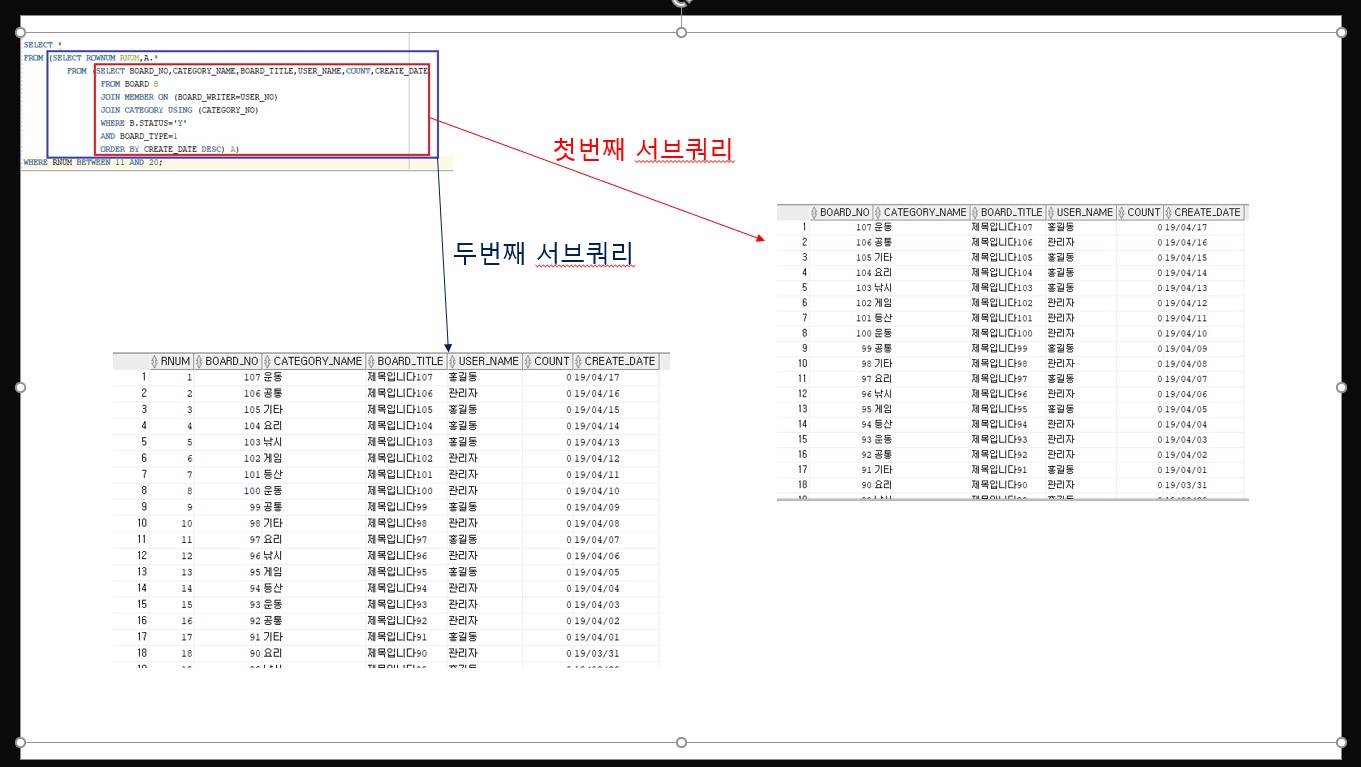 SELECT *
FROM (SELECT ROWNUM RNUM,A.*
FROM (SELECT BOARD_NO,CATEGORY_NAME,BOARD_TITLE,USER_NAME,COUNT,CREATE_DATE
FROM BOARD B
JOIN MEMBER ON (BOARD_WRITER=USER_NO)
JOIN CATEGORY USING (CATEGORY_NO)
WHERE B.STATUS='Y'
AND BOARD_TYPE=1
ORDER BY CREATE_DATE DESC) A)
WHERE RNUM BETWEEN 11 AND 20;
첫번째 서브쿼리
두번째 서브쿼리
BOARD_NO CATEGORY_NAME BOARD_TITLE USER_NAME COUNT CREATE_DATE
1 107 운동 제목입니다107 홍길동 0 19/04/17
2 106 공통 제목입니다106 관리자 0 19/04/16
3 105 기타 제목입니다105 홍길동 0 19/04/15
4 104 요리 제목입니다104 홍길동 0 19/04/14
5 103 낚시 제목입니다103 홍길동 0 19/04/13
6 102 게임 제목입니다102 관리자 0 19/04/12
7 101 등산 제목입니다101 관리자 0 19/04/11
8 100 운동 제목입니다100 관리자 0 19/04/10
9 99 공통 제목입니다99 홍길동 0 19/04/09
10 98 기타 제목입니다98 관리자 0 19/04/08
11 97 요리 제목입니다97 홍길동 0 19/04/07
12 96 낚시 제목입니다96 관리자 0 19/04/06
13 95 게임 제목입니다95 홍길동 0 19/04/05
14 94 등산 제목입니다94 관리자 0 19/04/04
15 93 운동 제목입니다93 관리자 0 19/04/03
16 92 공통 제목입니다92 관리자 0 19/04/02
17 91 기타 제목입니다91 홍길동 0 19/04/01
18 90 요리 제목입니다90 관리자 0 19/03/31
RNUM BOARD_NO CATEGORY_NAME BOARD_TITLE USER_NAME COUNT CREATE_DATE
1 1 107 운동 제목입니다107 홍길동 0 19/04/17
2 2 106 공통 제목입니다106 관리자 0 19/04/16
3 3 105 기타 제목입니다105 홍길동 0 19/04/15
4 4 104 요리 제목입니다104 홍길동 0 19/04/14
5 5 103 낚시 제목입니다103 홍길동 0 19/04/13
6 6 102 게임 제목입니다102 관리자 0 19/04/12
7 7 101 등산 제목입니다101 관리자 0 19/04/11
8 8 100 운동 제목입니다100 관리자 0 19/04/10
9 9 99 공통 제목입니다99 홍길동 0 19/04/09
10 10 98 기타 제목입니다98 관리자 0 19/04/08
11 11 97 요리 제목입니다97 홍길동 0 19/04/07
12 12 96 낚시 제목입니다96 관리자 0 19/04/06
13 13 95 게임 제목입니다95 홍길동 0 19/04/05
14 14 94 등산 제목입니다94 관리자 0 19/04/04
15 15 93 운동 제목입니다93 관리자 0 19/04/03
16 16 92 공통 제목입니다92 관리자 0 19/04/02
17 17 91 기타 제목입니다91 홍길동 0 19/04/01
18 18 90 요리 제목입니다90 관리자 0 19/03/31